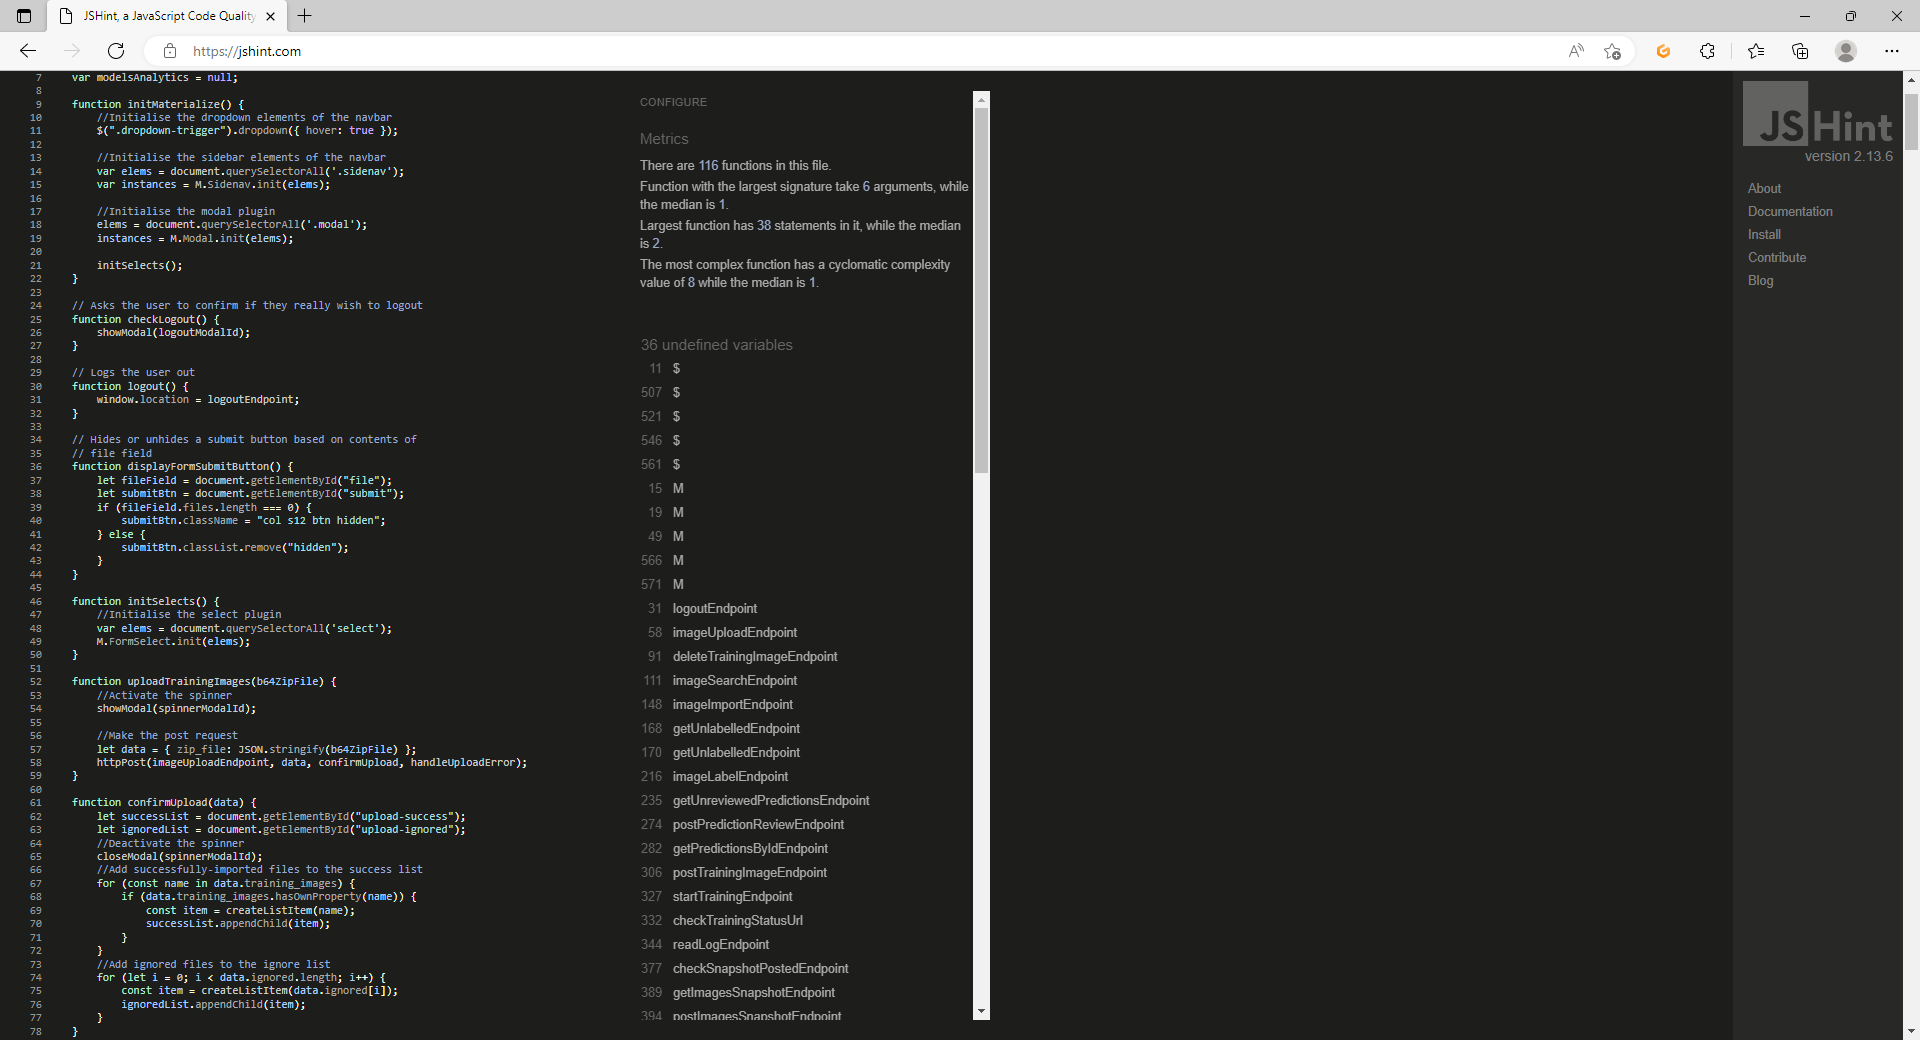 JSHint, a JavaScript Code Quality
https://jshint.com
7 var modelsAnalytics = null;
8
9 function initMaterialize() {
10 //Initialise the dropdown elements of the navbar
11 $(".dropdown-trigger").dropdown({ hover: true });
12
13 //Initialise the sidebar elements of the navbar
14 var elems = document.querySelectorAll('.sidenav');
15 var instances = M.Sidenav.init(elems);
16
17 //Initialise the modal plugin
18 elems = document.querySelectorAll('.modal');
19 instances = M.Modal.init(elems);
20
21 initSelects();
22 }
23
24 // Asks the user to confirm if they really wish to logout
25 function checkLogout() {
26 showModal(logoutModalId);
27 }
28
29 // Logs the user out
30 function logout() {
31 window.location = logoutEndpoint;
32 }
33
34 // Hides or unhides a submit button based on contents of
35 // file field
36 function displayFormSubmitButton() {
37 let fileField = document.getElementById("file");
38 let submitBtn = document.getElementById("submit");
39 if (fileField.files.length === 0) {
40 submitBtn.className = "col s12 btn hidden";
41 } else {
42 submitBtn.classList.remove("hidden");
43 }
44 }
45
46 function initSelects() {
47 //Initialise the select plugin
48 var elems = document.querySelectorAll('select');
49 M.FormSelect.init(elems);
50 }
51
52 function uploadTrainingImages(b64ZipFile) {
53 //Activate the spinner
54 showModal(spinnerModalId);
55
56 //Make the post request
57 let data = { zip_file: JSON.stringify(b64ZipFile) };
58 httpPost(imageUploadEndpoint, data, confirmUpload, handleUploadError);
59 }
60
61 function confirmUpload(data) {
62 let successList = document.getElementById("upload-success");
63 let ignoredList = document.getElementById("upload-ignored");
64 //Deactivate the spinner
65 closeModal(spinnerModalId);
66 //Add successfully-imported files to the success list
67 for (const name in data.training_images) {
68 if (data.training_images.hasOwnProperty(name)) {
69 const item = createListItem(name);
70 successList.appendChild(item);
71 }
72 }
73 //Add ignored files to the ignore list
74 for (let i = 0; i < data.ignored.length; i++) {
75 const item = createListItem(data.ignored[i]);
76 ignoredList.appendChild(item);
77 }
78 }
CONFIGURE
Metrics
There are 116 functions in this file.
Function with the largest signature take 6 arguments, while
the median is 1.
Largest function has 38 statements in it, while the median
is 2.
The most complex function has a cyclomatic complexity
value of 8 while the median is 1.
36 undefined variables
11 $
507 $
521 $
546 $
561 $
15 M
19 M
49 M
566 M
571 M
31 logoutEndpoint
58 imageUploadEndpoint
91 deleteTrainingImageEndpoint
111 imageSearchEndpoint
148 imageImportEndpoint
168 getUnlabelledEndpoint
170 getUnlabelledEndpoint
216 imageLabelEndpoint
235 getUnreviewedPredictionsEndpoint
274 postPredictionReviewEndpoint
282 getPredictionsByIdEndpoint
306 postTrainingImageEndpoint
327 startTrainingEndpoint
332 checkTrainingStatusUrl
344 readLogEndpoint
377 checkSnapshotPostedEndpoint
389 getImagesSnapshotEndpoint
394 postImagesSnapshotEndpoint
JSHint
version 2.13.6
About
Documentation
Install
Contribute
Blog